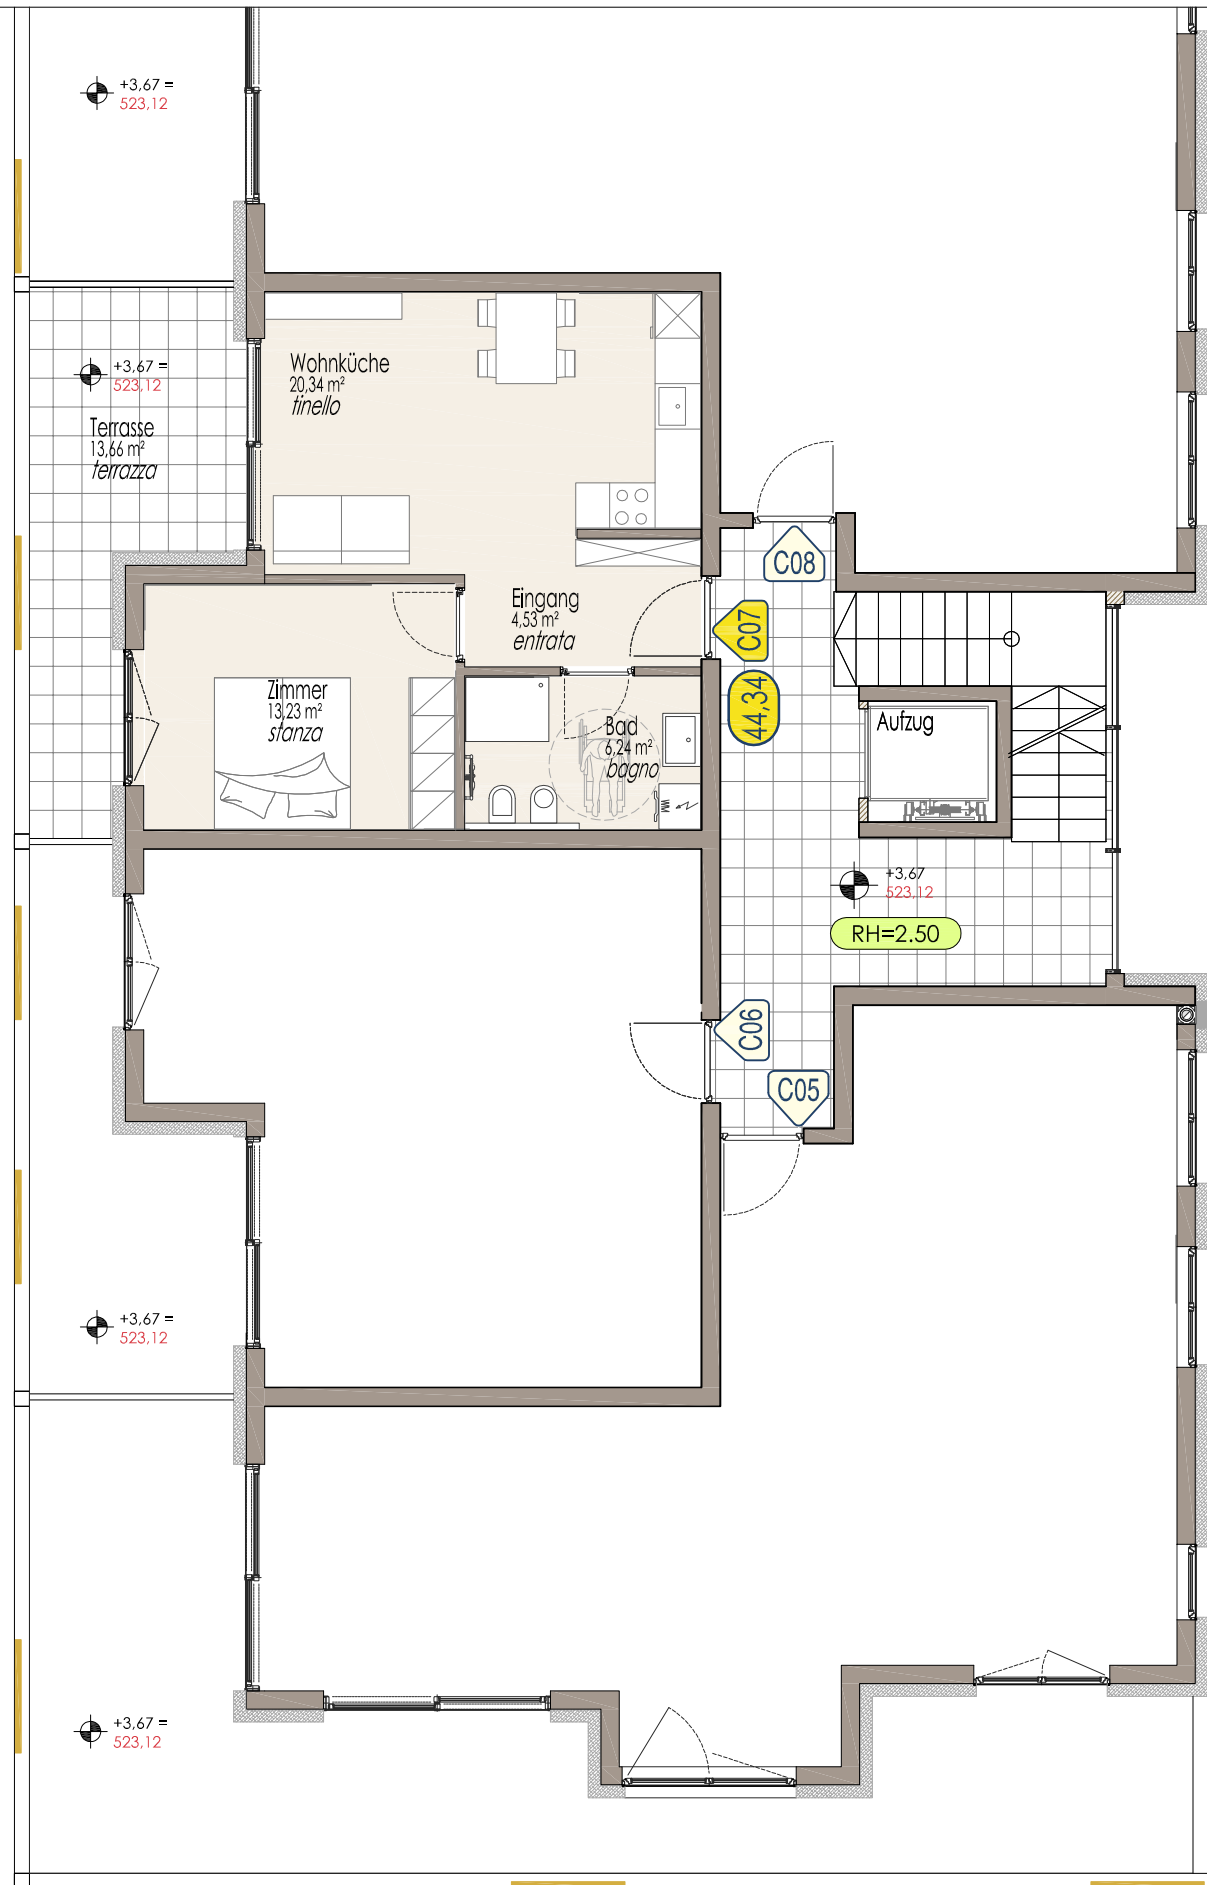 +3,67 =
523,12
+3,67 =
523,12
Terrasse
13,66 m²
terrazza
Wohnküche
20,34 m²
tinello
Eingang
4,53 m²
entrata
Zimmer
13,23 m²
stanza
Bad
6,24 m²
bagno
C08
C07
44,34
Aufzug
+3,67
523,12
RH=2.50
C06
C05
+3,67 =
523,12
+3,67 =
523,12